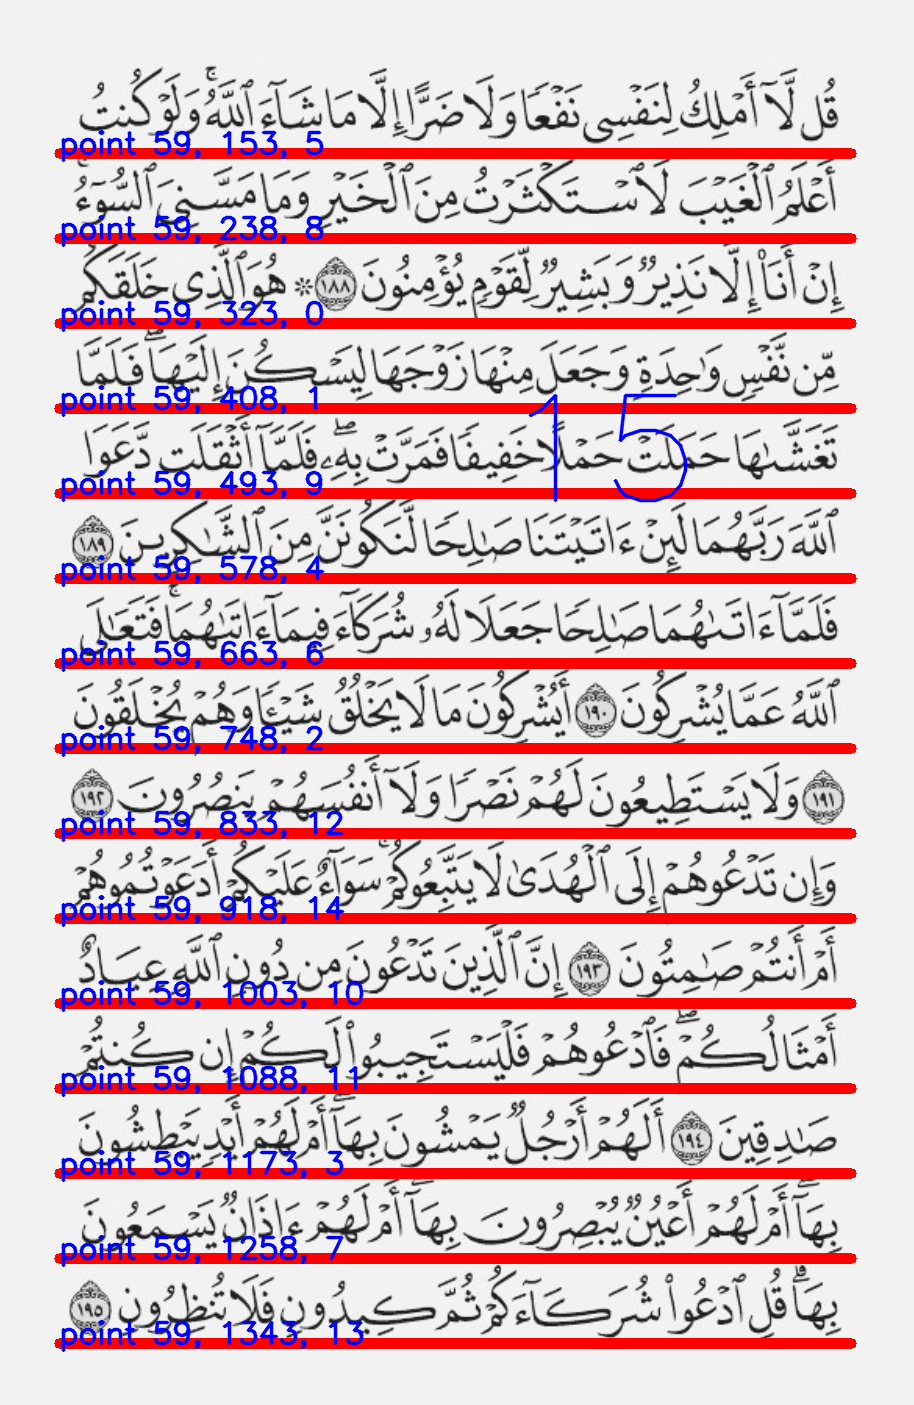 قُل لَّآ أَمْلِكُ لِنَفْسِى نَفْعًا وَلَا ضَرًّا إِلَّا مَا شَآءَ ٱللَّهُ ۚ وَلَوْ كُنتُ
point 59, 153, 5
أَعْلَمُ ٱلْغَيْبَ لَٱسْتَكْثَرْتُ مِنَ ٱلْخَيْرِ وَمَا مَسَّنِىَ ٱلسُّوٓءُ ۚ
point 59, 238, 8
إِنْ أَنَا۠ إِلَّا نَذِيرٌ وَبَشِيرٌ لِّقَوْمٍ يُؤْمِنُونَ ١٨٨ ۞ هُوَ ٱلَّذِى خَلَقَكُم
point 59, 323, 0
مِّن نَّفْسٍ وَٰحِدَةٍ وَجَعَلَ مِنْهَا زَوْجَهَا لِيَسْكُنَ إِلَيْهَا ۖ فَلَمَّا
point 59, 408, 1
15
تَغَشَّىٰهَا حَمَلَتْ حَمْلًا خَفِيفًا فَمَرَّتْ بِهِۦ ۖ فَلَمَّآ أَثْقَلَت دَّعَوَا
point 59, 493, 9
ٱللَّهَ رَبَّهُمَا لَئِنْ ءَاتَيْتَنَا صَٰلِحًا لَّنَكُونَنَّ مِنَ ٱلشَّٰكِرِينَ ١٨٩
point 59, 578, 4
فَلَمَّآ ءَاتَىٰهُمَا صَٰلِحًا جَعَلَا لَهُۥ شُرَكَآءَ فِيمَآ ءَاتَىٰهُمَا ۚ فَتَعَٰلَى
point 59, 663, 6
ٱللَّهُ عَمَّا يُشْرِكُونَ ١٩٠ أَيُشْرِكُونَ مَا لَا يَخْلُقُ شَيْـًٔا وَهُمْ يُخْلَقُونَ
point 59, 748, 2
١٩١ وَلَا يَسْتَطِيعُونَ لَهُمْ نَصْرًا وَلَآ أَنفُسَهُمْ يَنصُرُونَ ١٩٢
point 59, 833, 12
وَإِن تَدْعُوهُمْ إِلَى ٱلْهُدَىٰ لَا يَتَّبِعُوكُمْ ۚ سَوَآءٌ عَلَيْكُمْ أَدَعَوْتُمُوهُمْ
point 59, 918, 14
أَمْ أَنتُمْ صَٰمِتُونَ ١٩٣ إِنَّ ٱلَّذِينَ تَدْعُونَ مِن دُونِ ٱللَّهِ عِبَادٌ
point 59, 1003, 10
أَمْثَالُكُمْ ۖ فَٱدْعُوهُمْ فَلْيَسْتَجِيبُوا۟ لَكُمْ إِن كُنتُمْ
point 59, 1088, 11
صَٰدِقِينَ ١٩٤ أَلَهُمْ أَرْجُلٌ يَمْشُونَ بِهَآ ۖ أَمْ لَهُمْ أَيْدٍ يَبْطِشُونَ
point 59, 1173, 3
بِهَآ ۖ أَمْ لَهُمْ أَعْيُنٌ يُبْصِرُونَ بِهَآ ۖ أَمْ لَهُمْ ءَاذَانٌ يَسْمَعُونَ
point 59, 1258, 7
بِهَا ۗ قُلِ ٱدْعُوا۟ شُرَكَآءَكُمْ ثُمَّ كِيدُونِ فَلَا تُنظِرُونِ ١٩٥
point 59, 1343, 13